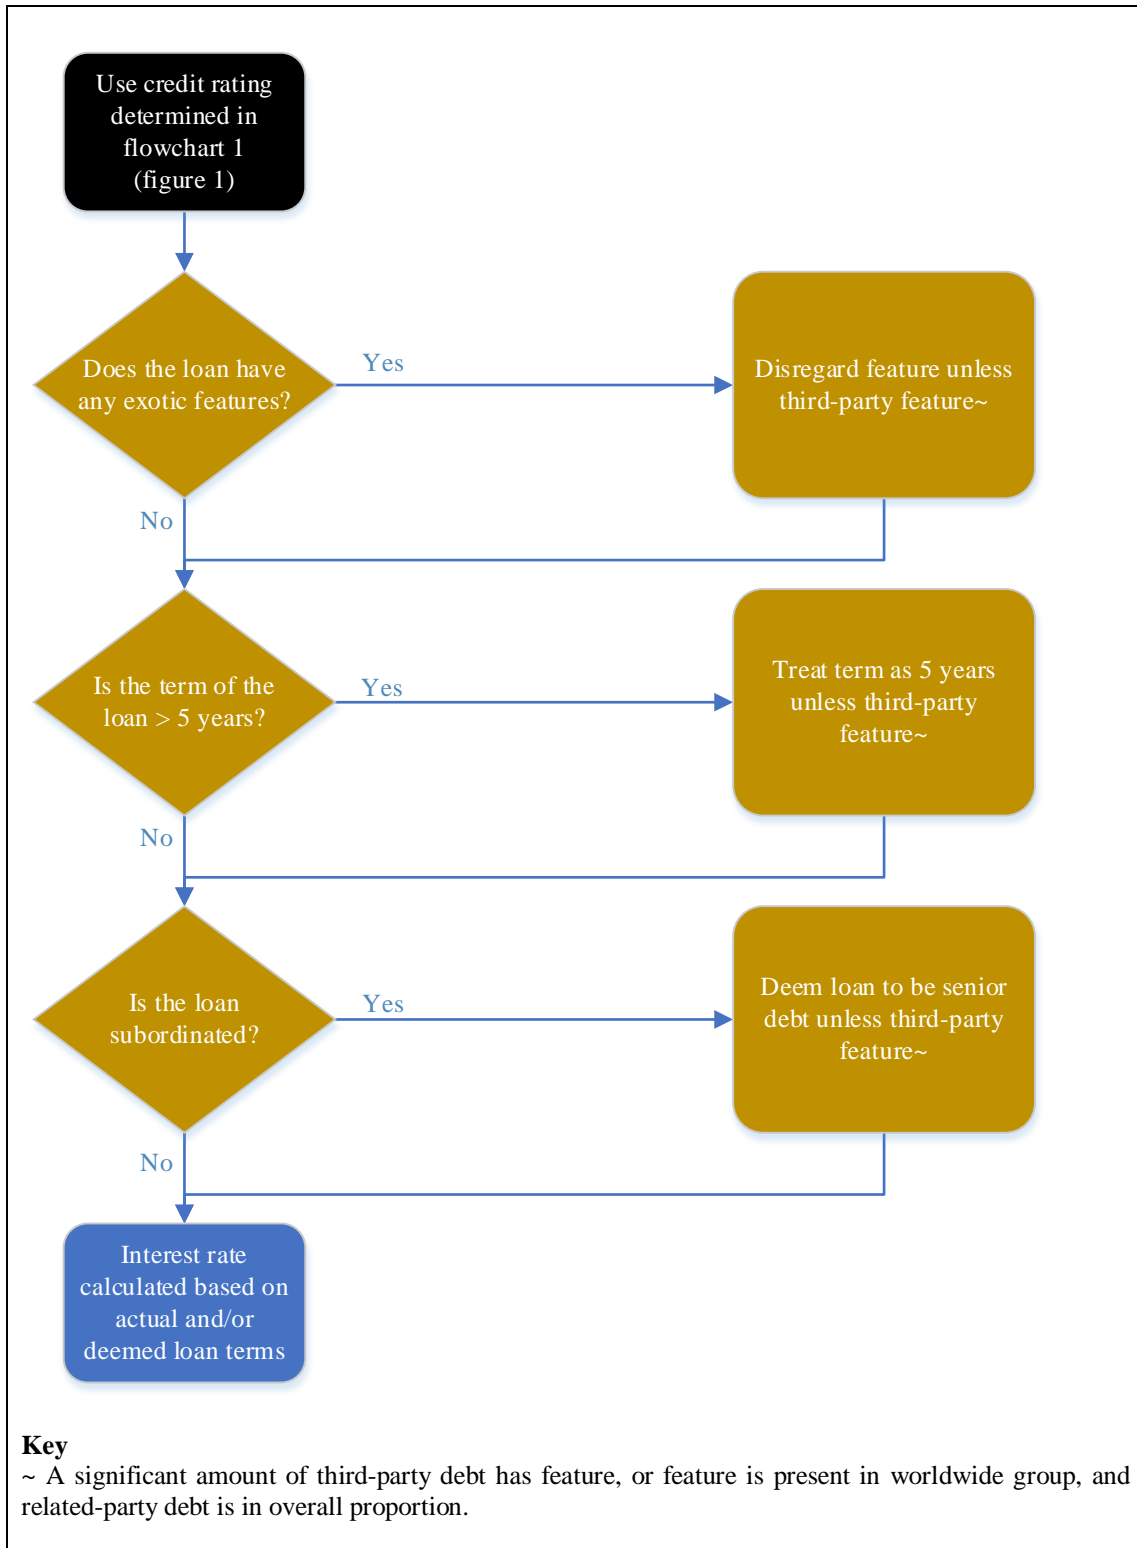 Use credit rating
determined in
flowchart 1
(figure 1)
Does the loan have
any exotic features?
Yes
Disregard feature unless
third-party feature~
No
Is the term of the
loan > 5 years?
Yes
Treat term as 5 years
unless third-party
feature~
No
Is the loan
subordinated?
Yes
Deem loan to be senior
debt unless third-party
feature~
No
Interest rate
calculated based on
actual and/or
deemed loan terms
Key
~ A significant amount of third-party debt has feature, or feature is present in worldwide group, and
related-party debt is in overall proportion.